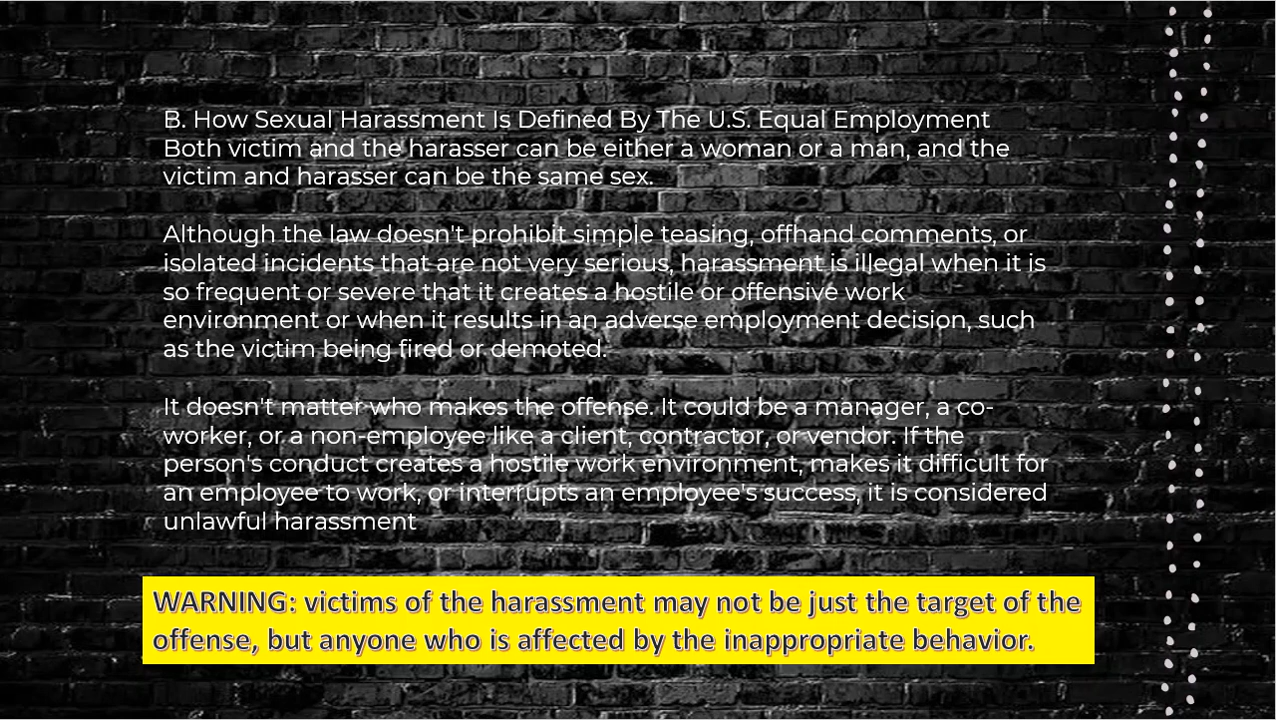 B. How Sexual Harassment Is Defined By The U.S. Equal Employment
Both victim and the harasser can be either a woman or a man, and the
victim and harasser can be the same sex.
Although the law doesn't prohibit simple teasing, offhand comments, or
isolated incidents that are not very serious, harassment is illegal when it is
so frequent or severe that it creates a hostile or offensive work
environment or when it results in an adverse employment decision, such
as the victim being fired or demoted.
It doesn't matter who makes the offense. It could be a manager, a co-
worker, or a non-employee like a client, contractor, or vendor. If the
person's conduct creates a hostile work environment, makes it difficult for
an employee to work, or interrupts an employee's success, it is considered
unlawful harassment
WARNING: victims of the harassment may not be just the target of the
offense, but anyone who is affected by the inappropriate behavior.